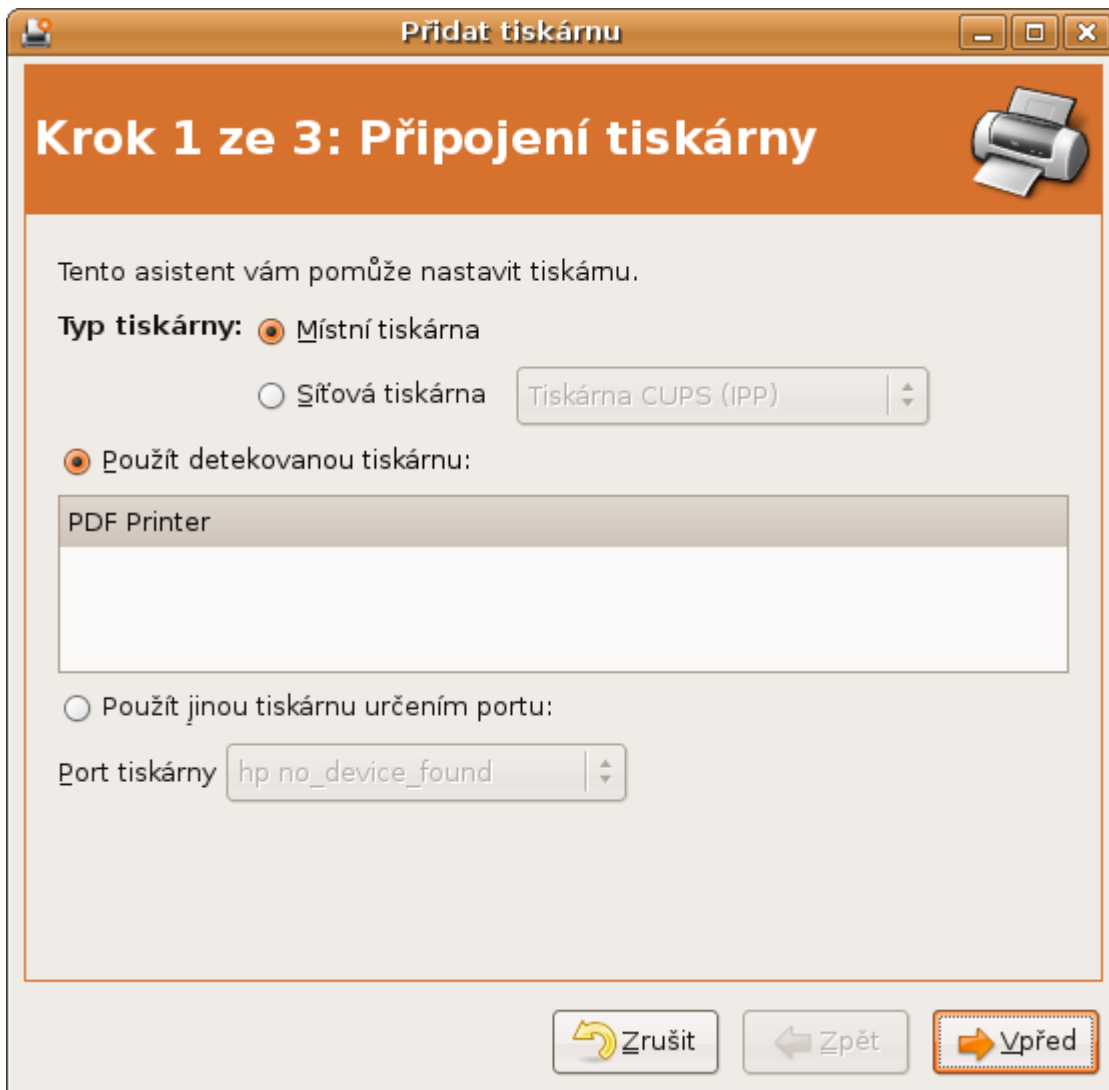 Přidat tiskárnu
Krok 1 ze 3: Připojení tiskárny
Tento asistent vám pomůže nastavit tiskárnu.
Typ tiskárny: Místní tiskárna
Síťová tiskárna Tiskárna CUPS (IPP)
Použít detekovanou tiskárnu:
PDF Printer
Použít jinou tiskárnu určením portu:
Port tiskárny hp no_device_found
Zrušit Zpět Vpřed